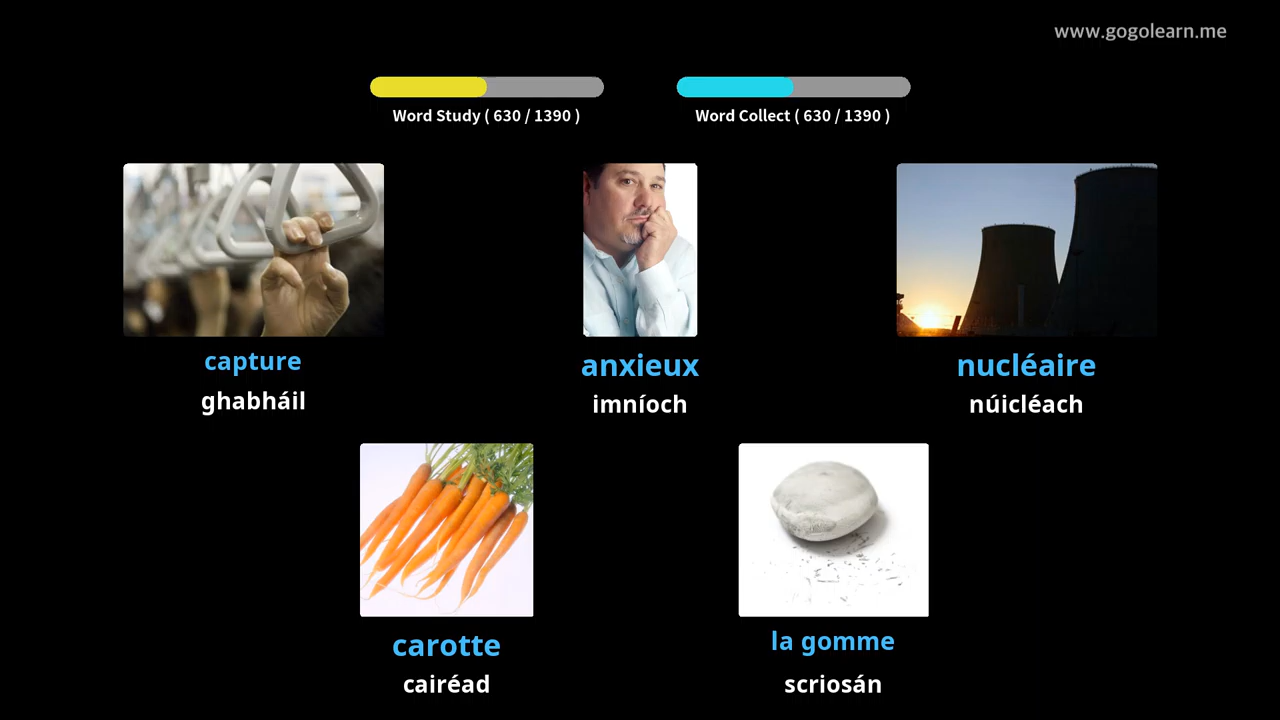 www.gogolearn.me
Word Study ( 630 / 1390 )
Word Collect ( 630 / 1390 )
capture
ghabháil
anxieux
imníoch
nucléaire
núicléach
carotte
cairéad
la gomme
scriosán